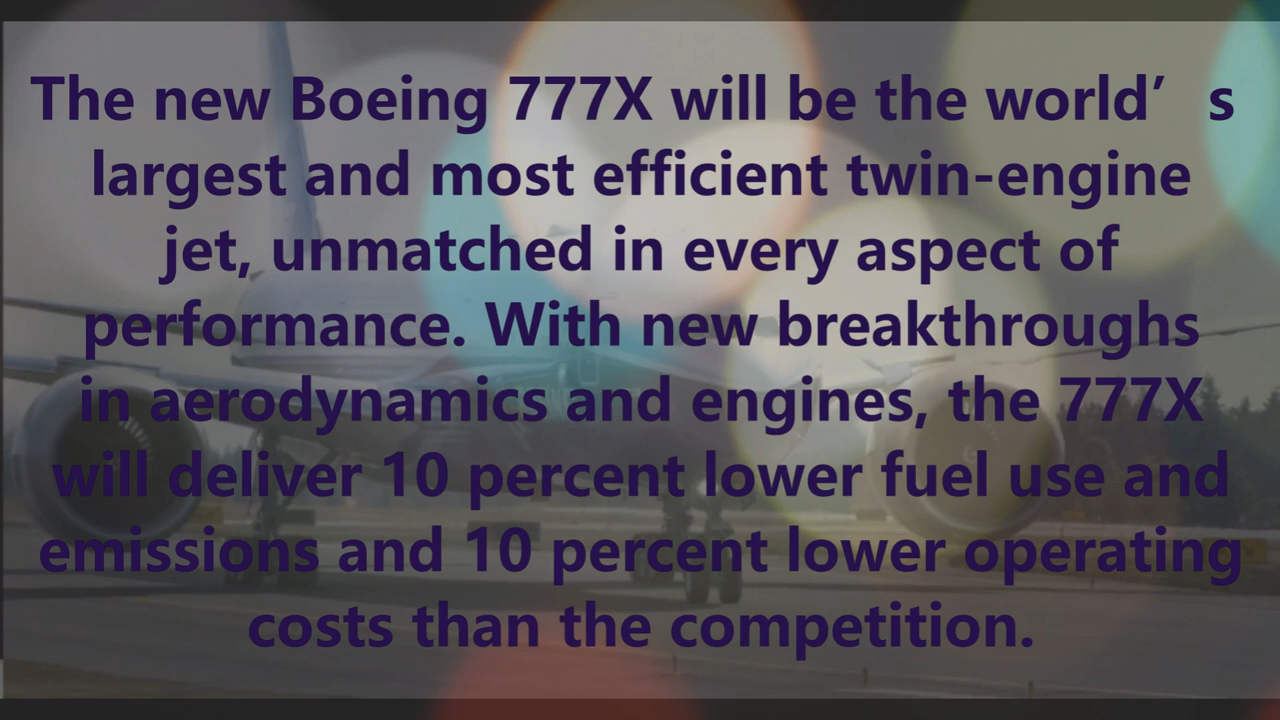 The new Boeing 777X will be the world’s
largest and most efficient twin-engine
jet, unmatched in every aspect of
performance. With new breakthroughs
in aerodynamics and engines, the 777X
will deliver 10 percent lower fuel use and
emissions and 10 percent lower operating
costs than the competition.